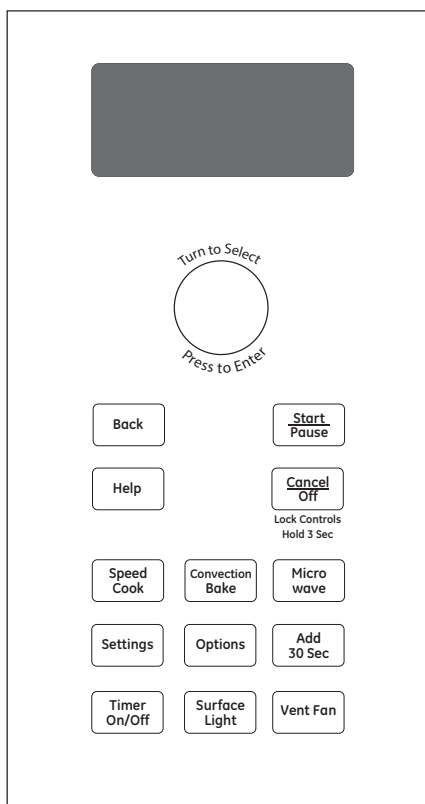 Turn to Select
Press to Enter
Back
Start
Pause
Help
Cancel
Off
Lock Controls
Hold 3 Sec
Speed
Cook
Convection
Bake
Micro
wave
Settings
Options
Add
30 Sec
Timer
On/Off
Surface
Light
Vent Fan